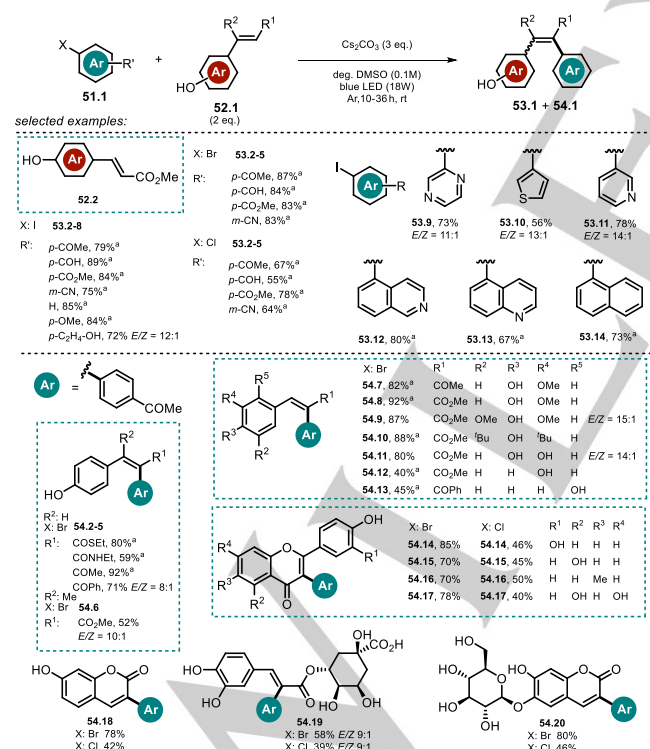 X
Ar
R'
51.1
+
R² R¹
Ar
HO
52.1
(2 eq.)
Cs₂CO₃ (3 eq.)
deg. DMSO (0.1M)
blue LED (18W)
Ar,10-36h, rt
R² R¹
Ar Ar
HO
53.1 + 54.1
selected examples:
HO Ar CO₂Me
52.2
X: I 53.2-8
R': p-COMe, 79%ᵃ
p-COH, 89%ᵃ
p-CO₂Me, 84%ᵃ
m-CN, 75%ᵃ
H, 85%ᵃ
p-OMe, 84%ᵃ
p-C₂H₄-OH, 72% E/Z = 12:1
X: Br 53.2-5
R': p-COMe, 87%ᵃ
p-COH, 84%ᵃ
p-CO₂Me, 83%ᵃ
m-CN, 83%ᵃ
X: Cl 53.2-5
R': p-COMe, 67%ᵃ
p-COH, 55%ᵃ
p-CO₂Me, 78%ᵃ
m-CN, 64%ᵃ
I Ar R
N
N
53.9, 73%
E/Z = 11:1
S
53.10, 56%
E/Z = 13:1
N
53.11, 78%
E/Z = 14:1
N
53.12, 80%ᵃ
N
53.13, 67%ᵃ
53.14, 73%ᵃ
Ar = COMe
R² R¹
HO Ar
R²: H
X: Br 54.2-5
R¹: COSEt, 80%ᵃ
CONHEt, 59%ᵃ
COMe, 92%ᵃ
COPh, 71% E/Z = 8:1
R²: Me
X: Br 54.6
R¹: CO₂Me, 52%
E/Z = 10:1
R⁵
R⁴ R¹
R³ Ar
R²
X: Br R¹ R² R³ R⁴ R⁵
54.7, 82%ᵃ COMe H OH OMe H
54.8, 92%ᵃ CO₂Me H OH OMe H
54.9, 87% CO₂Me OMe OH OMe H E/Z = 15:1
54.10, 88%ᵃ CO₂Me ᵗBu OH ᵗBu H
54.11, 80% CO₂Me H OH OH H E/Z = 14:1
54.12, 40%ᵃ CO₂Me H H OH H
54.13, 45%ᵃ COPh H H H OH
OH
R⁴ O R¹
R³ Ar
R² O
X: Br X: Cl R¹ R² R³ R⁴
54.14, 85% 54.14, 46% OH H H H
54.15, 70% 54.15, 45% H OH H H
54.16, 70% 54.16, 50% H H Me H
54.17, 78% 54.17, 40% H OH H OH
HO O O
Ar
54.18
X: Br 78%
X: Cl 42%
HO
HO
Ar
O
O
HO CO₂H
OH
OH
54.19
X: Br 58% E/Z 9:1
X: Cl 39% E/Z 9:1
HO
HO
HO
OH
O
O
HO O O
Ar
54.20
X: Br 80%
X: Cl 46%